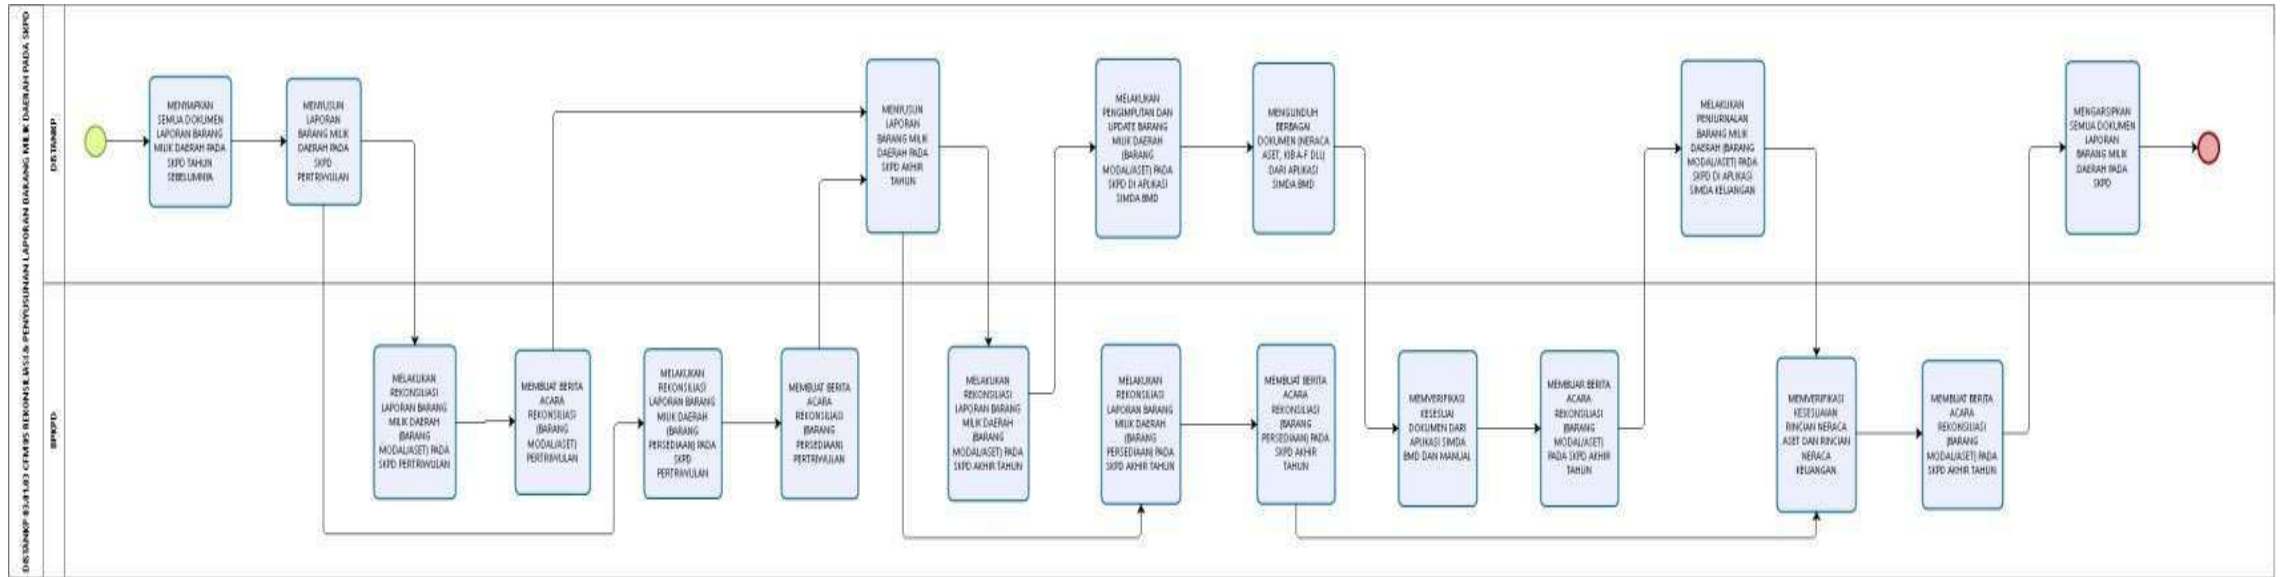 DISTANKP 03.01.03 CFM 05 REKONSILIASI & PENYUSUNAN LAPORAN BARANG MILIK DAERAH PADA SKPD
DISTANKP
MENYIAPKAN
SEMUA DOKUMEN
LAPORAN BARANG
MILIK DAERAH PADA
SKPD TAHUN
SEBELUMNYA
MENYUSUN
LAPORAN
BARANG MILIK
DAERAH PADA
SKPD
PERTRIWULAN
MENYUSUN
LAPORAN
BARANG MILIK
DAERAH PADA
SKPD AKHIR
TAHUN
MELAKUKAN
PENGIMPUTAN DAN
UPDATE BARANG
MILIK DAERAH
(BARANG
MODAL/ASET) PADA
SKPD DI APLIKASI
SIMDA BMD
MENGUNDUH
BERBAGAI
DOKUMEN (NERACA
ASET, KIB A-F DLL)
DARI APLIKASI
SIMDA BMD
MELAKUKAN
PENJURNALAN
BARANG MILIK
DAERAH (BARANG
MODAL/ASET) PADA
SKPD DI APLIKASI
SIMDA KEUANGAN
MENGARSIPKAN
SEMUA DOKUMEN
LAPORAN
BARANG MILIK
DAERAH PADA
SKPD
BPKPD
MELAKUKAN
REKONSILIASI
LAPORAN BARANG
MILIK DAERAH
(BARANG
MODAL/ASET) PADA
SKPD PERTRIWULAN
MEMBUAT BERITA
ACARA
REKONSILIASI
(BARANG
MODAL/ASET)
PERTRIWULAN
MELAKUKAN
REKONSILIASI
LAPORAN BARANG
MILIK DAERAH
(BARANG
PERSEDIAAN) PADA
SKPD
PERTRIWULAN
MEMBUAT BERITA
ACARA
REKONSILIASI
(BARANG
PERSEDIAAN)
PERTRIWULAN
MELAKUKAN
REKONSILIASI
LAPORAN BARANG
MILIK DAERAH
(BARANG
MODAL/ASET) PADA
SKPD AKHIR TAHUN
MELAKUKAN
REKONSILIASI
LAPORAN BARANG
MILIK DAERAH
(BARANG
PERSEDIAAN) PADA
SKPD AKHIR TAHUN
MEMBUAT BERITA
ACARA
REKONSILIASI
(BARANG
PERSEDIAAN) PADA
SKPD AKHIR
TAHUN
MEMVERIFIKASI
KESESUAI
DOKUMEN DARI
APLIKASI SIMDA
BMD DAN MANUAL
MEMBUAR BERITA
ACARA
REKONSILIASI
(BARANG
MODAL/ASET)
PADA SKPD AKHIR
TAHUN
MEMVERIFIKASI
KESESUAIAN
RINCIAN NERACA
ASET DAN RINCIAN
NERACA
KEUANGAN
MEMBUAT BERITA
ACARA
REKONSILIASI
(BARANG
MODAL/ASET) PADA
SKPD AKHIR TAHUN